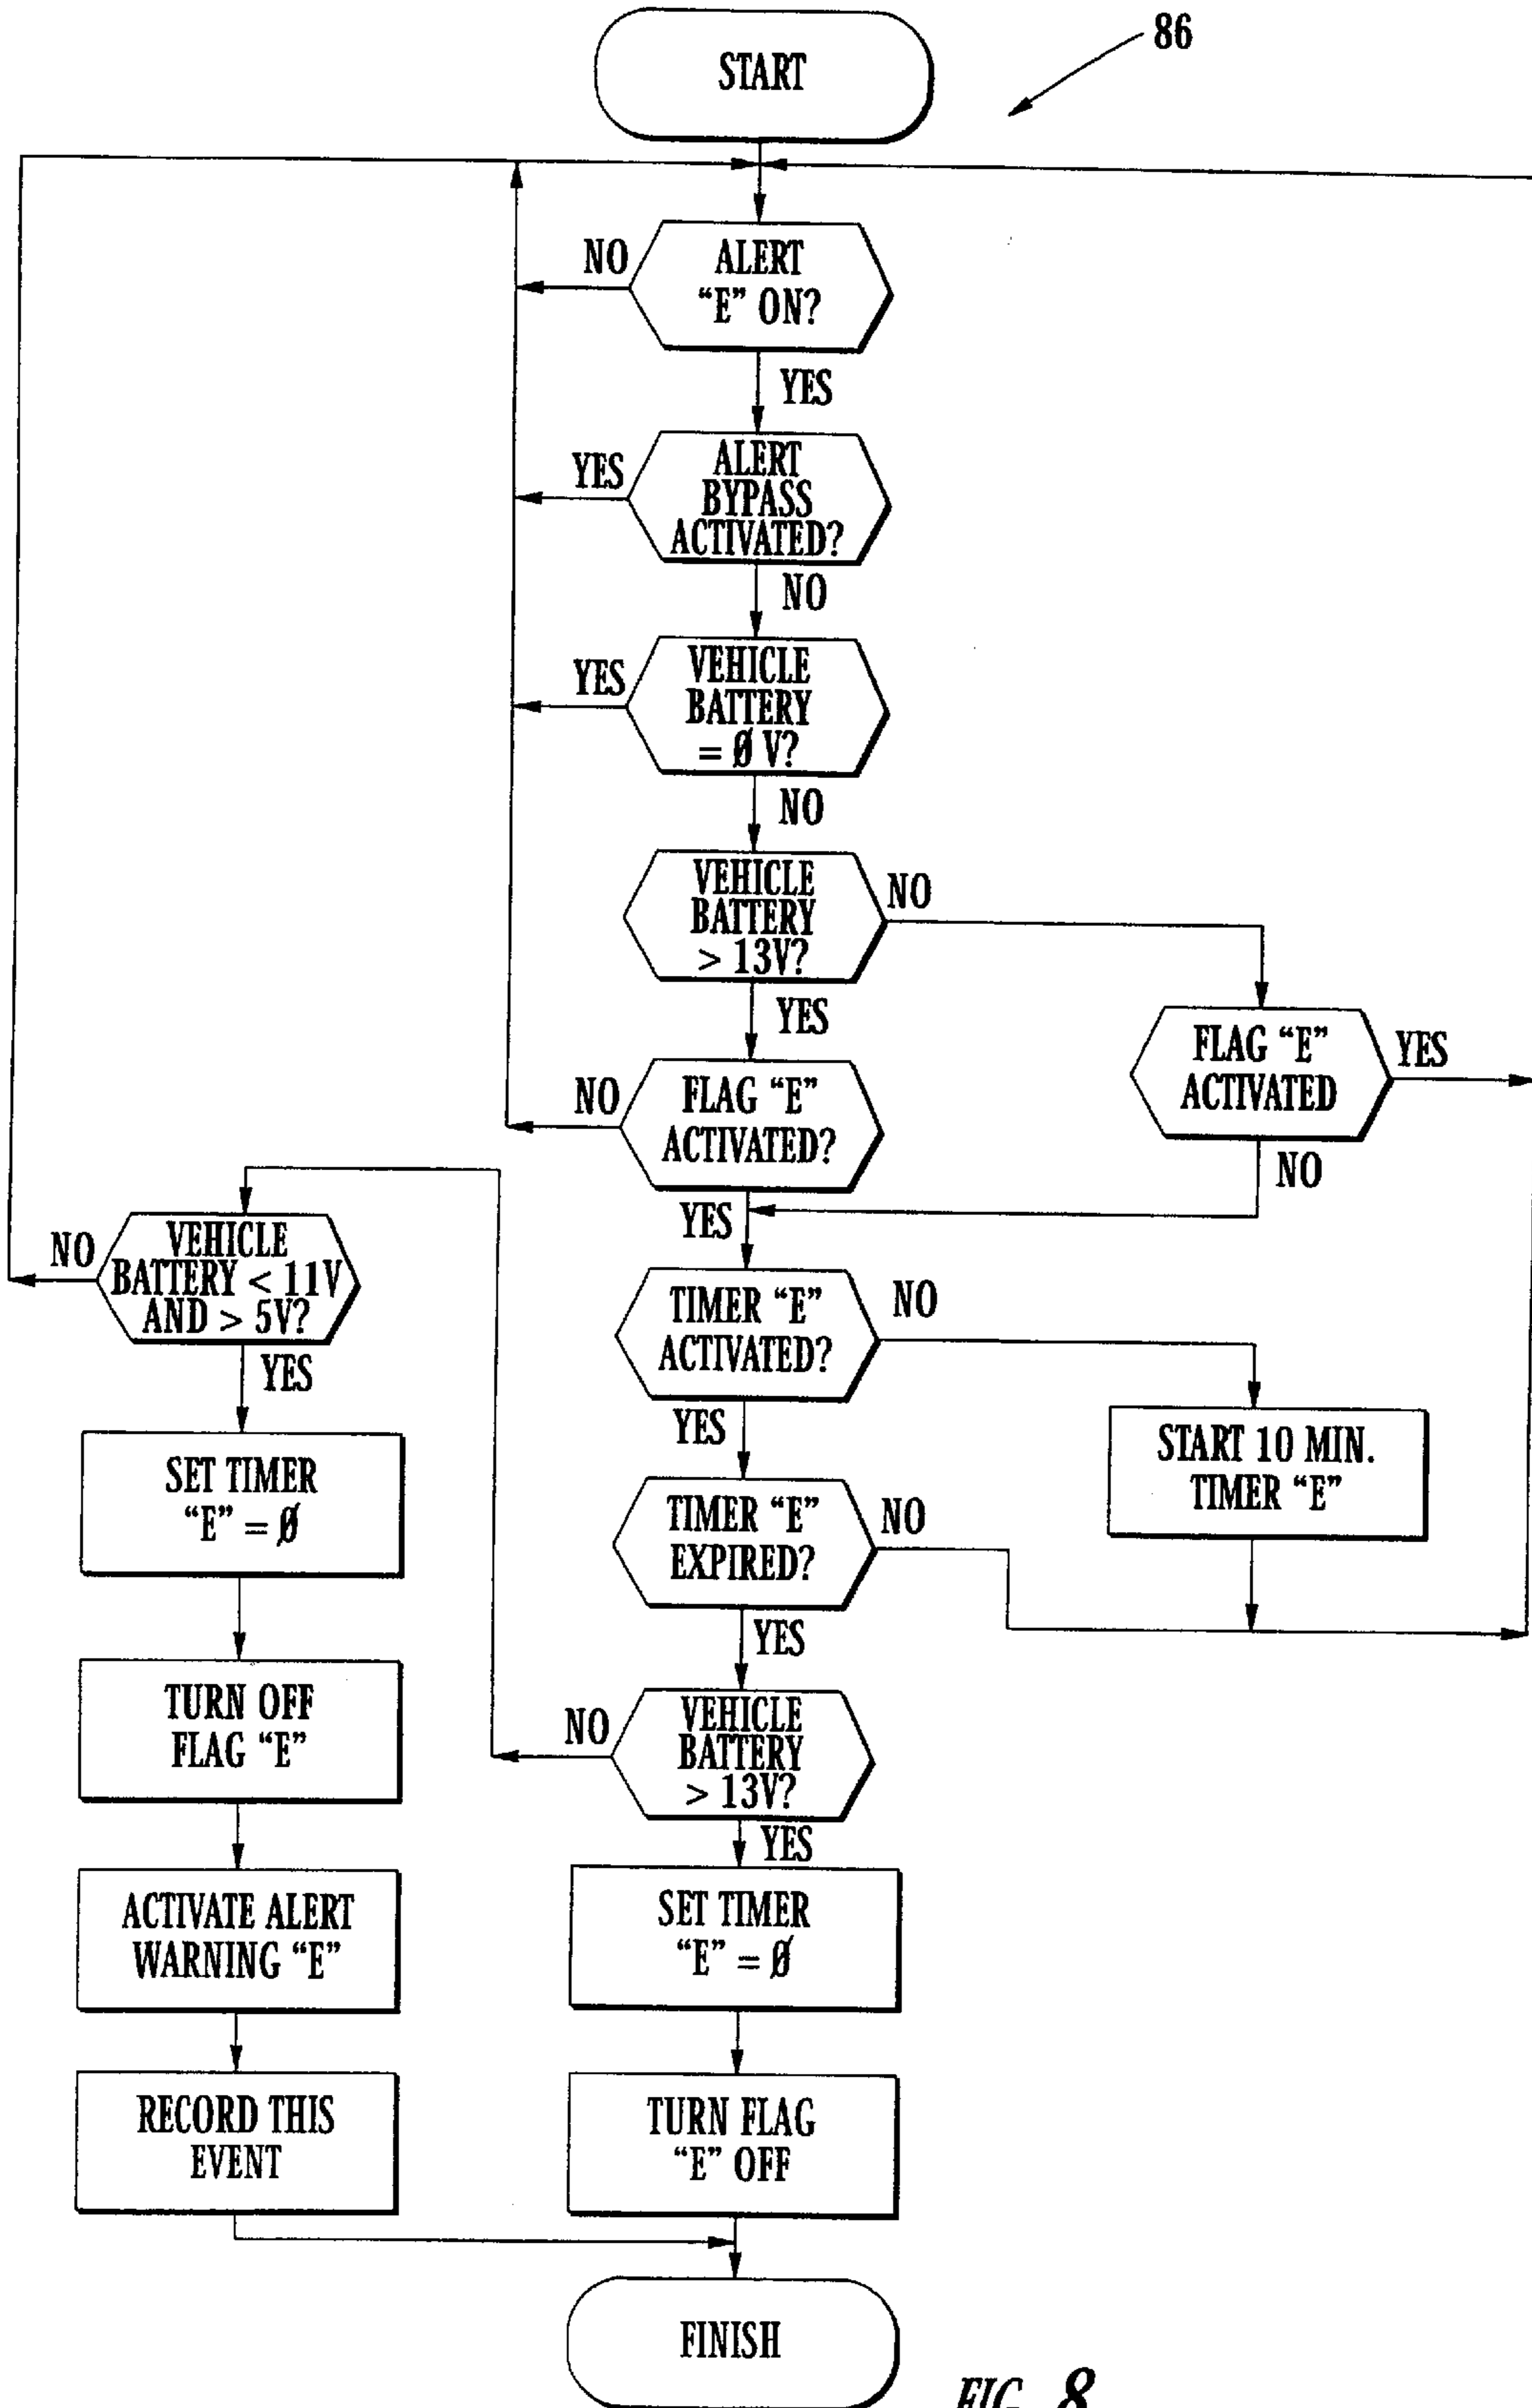 86
START
NO
ALERT
“E” ON?
YES
YES
ALERT
BYPASS
ACTIVATED?
NO
YES
VEHICLE
BATTERY
= Ø V?
NO
VEHICLE
BATTERY
> 13V?
NO
YES
FLAG “E”
ACTIVATED
YES
NO
NO
FLAG “E”
ACTIVATED?
YES
NO
VEHICLE
BATTERY < 11V
AND > 5V?
YES
TIMER “E”
ACTIVATED?
NO
YES
START 10 MIN.
TIMER “E”
SET TIMER
“E” = Ø
TIMER “E”
EXPIRED?
NO
YES
TURN OFF
FLAG “E”
NO
VEHICLE
BATTERY
> 13V?
YES
ACTIVATE ALERT
WARNING “E”
SET TIMER
“E” = Ø
RECORD THIS
EVENT
TURN FLAG
“E” OFF
FINISH
FIG. 8